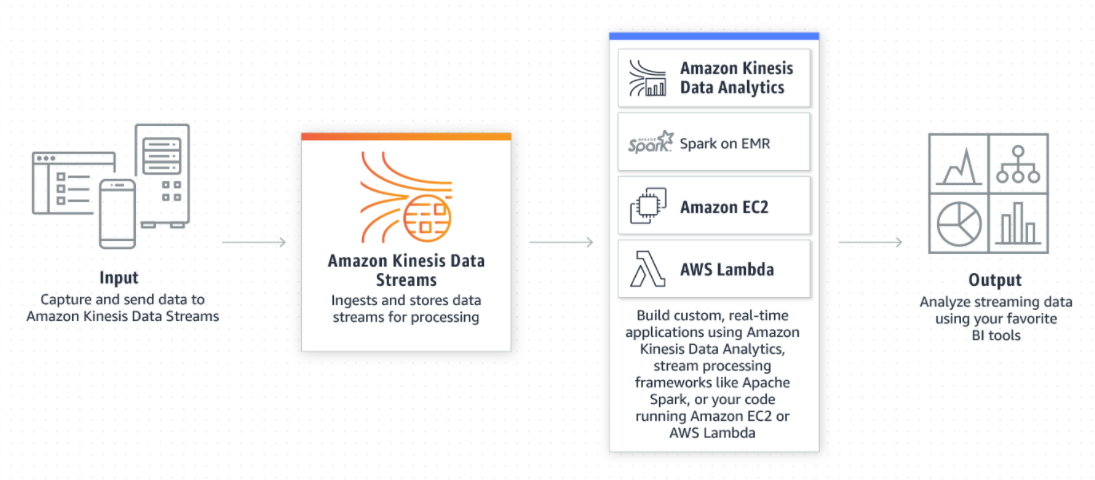 Input
Capture and send data to
Amazon Kinesis Data Streams
Amazon Kinesis Data
Streams
Ingests and stores data
streams for processing
Amazon Kinesis
Data Analytics
APACHE
Spark
Spark on EMR
Amazon EC2
AWS Lambda
Build custom, real-time
applications using Amazon
Kinesis Data Analytics,
stream processing
frameworks like Apache
Spark, or your code
running Amazon EC2 or
AWS Lambda
Output
Analyze streaming data
using your favorite
BI tools